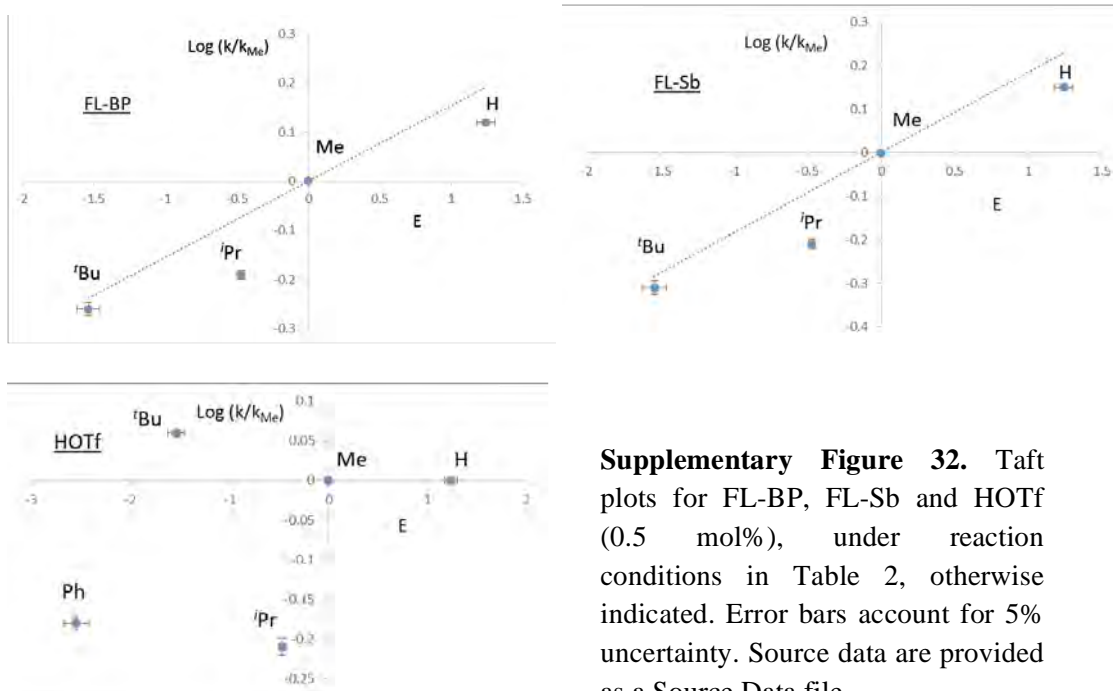 Log (k/kMe)
FL-BP
0.3
0.2
0.1
0
-0.1
-0.2
-0.3
-2 -1.5 -1 -0.5 0 0.5 1 1.5
H
Me
E
iPr
tBu
Log (k/kMe)
FL-Sb
0.3
0.2
0.1
0
-0.1
-0.2
-0.3
-0.4
-2 -1.5 -1 -0.5 0 0.5 1 1.5
H
Me
E
iPr
tBu
HOTf
tBu Log (k/kMe)
0.1
0.05
0
-0.05
-0.1
-0.15
-0.2
-0.25
-3 -2 -1 0 1 2
Me H
E
Ph
iPr
Supplementary Figure 32. Taft
plots for FL-BP, FL-Sb and HOTf
(0.5 mol%), under reaction
conditions in Table 2, otherwise
indicated. Error bars account for 5%
uncertainty. Source data are provided
as a Source Data file